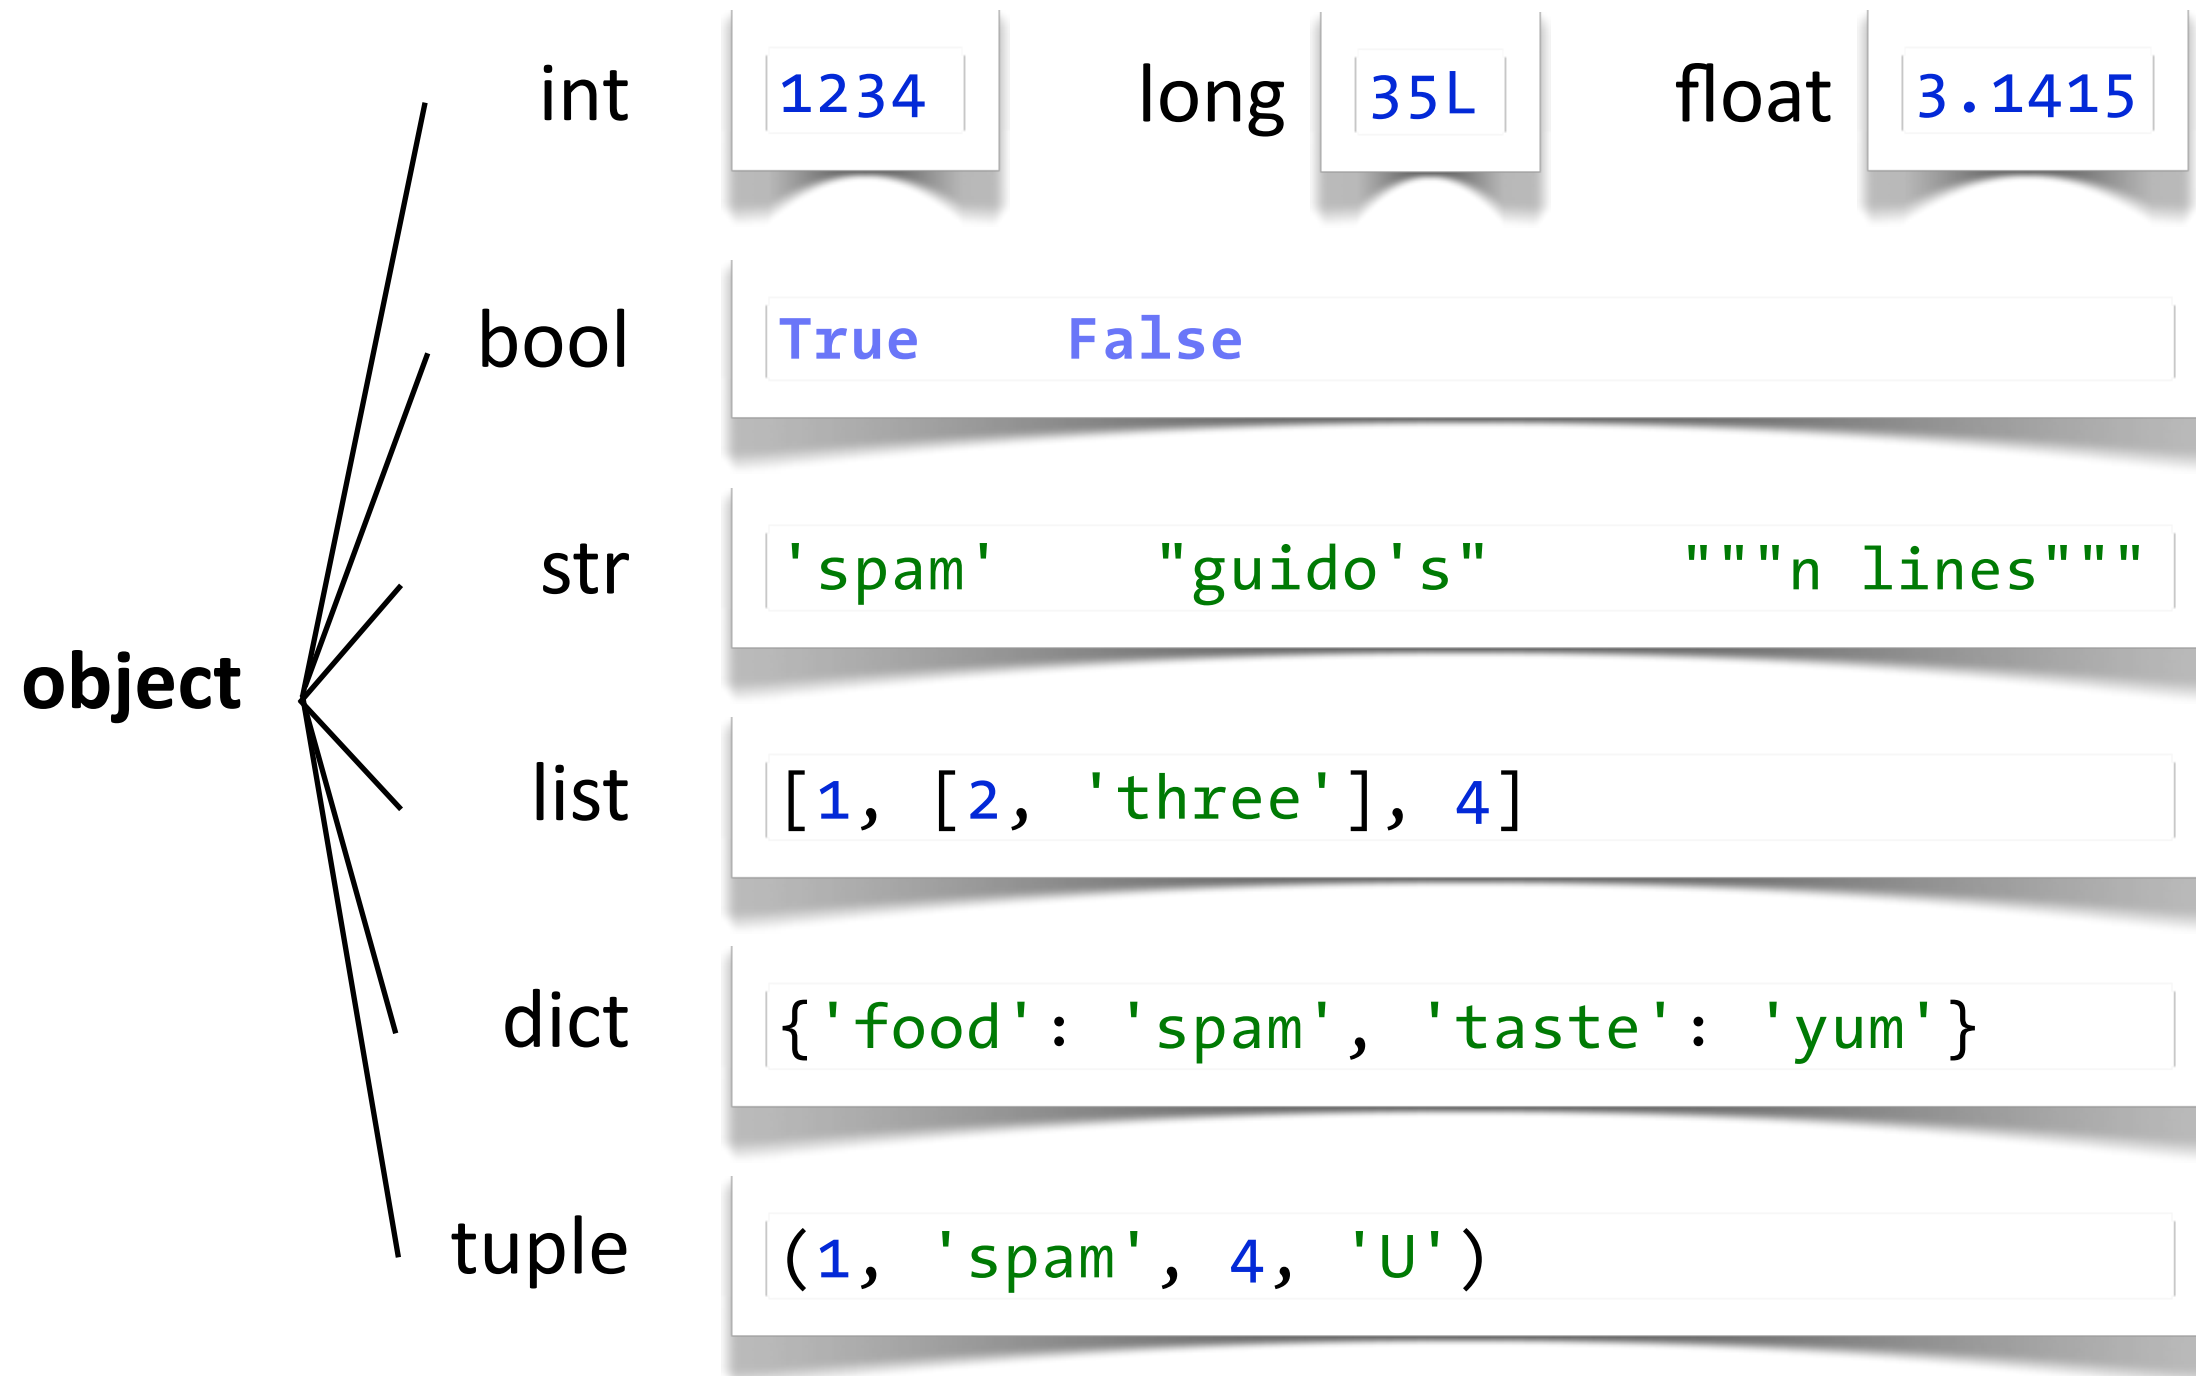 int 1234 long 35L float 3.1415
bool True False
str 'spam' "guido's" """n lines"""
object
list [1, [2, 'three'], 4]
dict {'food': 'spam', 'taste': 'yum'}
tuple (1, 'spam', 4, 'U')